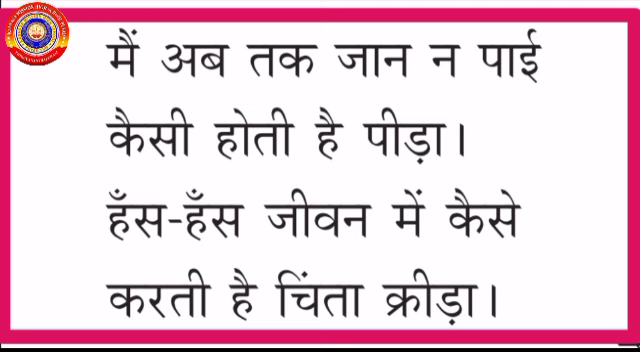 मैं अब तक जान न पाई
कैसी होती है पीड़ा।
हँस-हँस जीवन में कैसे
करती है चिंता क्रीड़ा।